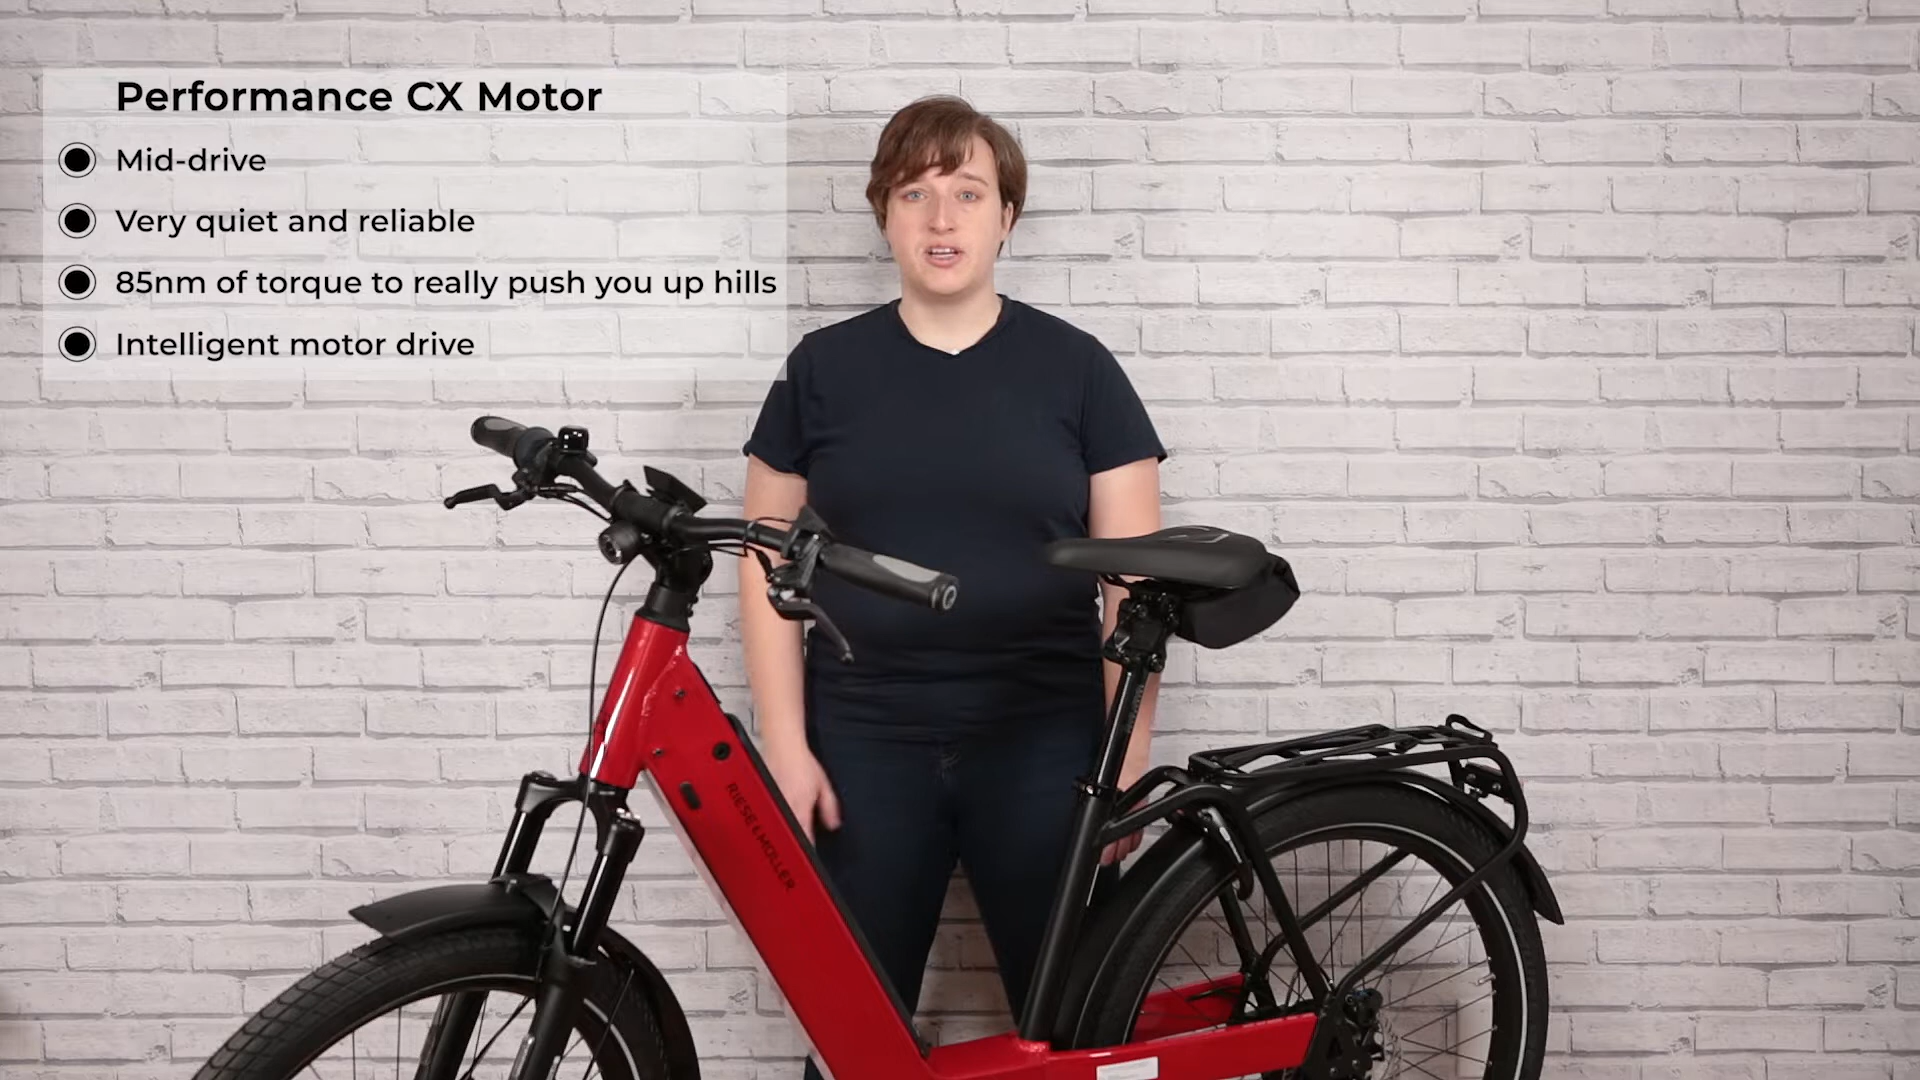 Performance CX Motor
Mid-drive
Very quiet and reliable
85nm of torque to really push you up hills
Intelligent motor drive
RIESE & MÜLLER